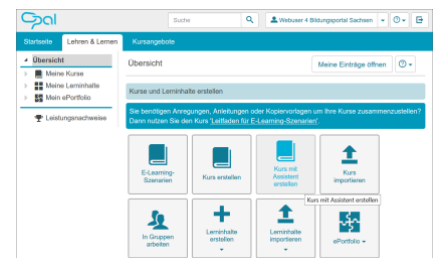 Opal
Suche
Webuser 4 Bildungsportal Sachsen
Startseite
Lehren & Lernen
Kursangebote
Übersicht
Meine Kurse
Meine Lerninhalte
Mein ePortfolio
Leistungsnachweise
Übersicht
Meine Einträge öffnen
Kurse und Lerninhalte erstellen
Sie benötigen Anregungen, Anleitungen oder Kopiervorlagen um Ihre Kurse zusammenzustellen?
Dann nutzen Sie den Kurs 'Leitfaden für E-Learning-Szenarien'.
E-Learning-
Szenarien
Kurs erstellen
Kurs mit
Assistent
erstellen
Kurs
importieren
Kurs mit Assistent erstellen
In Gruppen
arbeiten
Lerninhalte
erstellen
Lerninhalte
importieren
ePortfolio